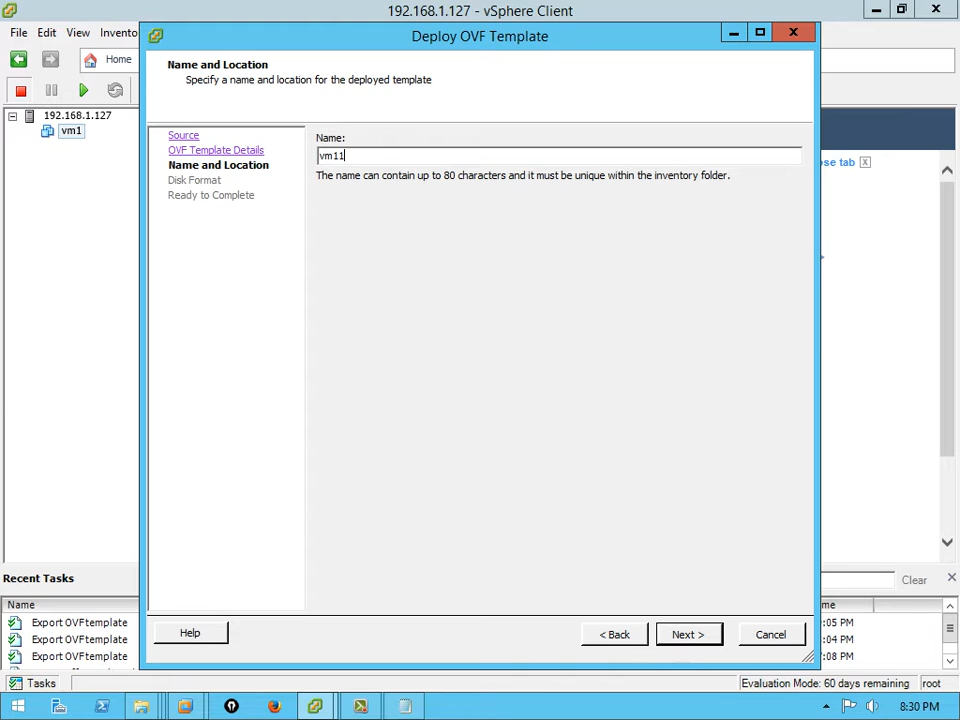 192.168.1.127 - vSphere Client
File Edit View Invento
Deploy OVF Template
Home
Name and Location
Specify a name and location for the deployed template
192.168.1.127
vm1
Source
OVF Template Details
Name and Location
Disk Format
Ready to Complete
Name:
vm11
The name can contain up to 80 characters and it must be unique within the inventory folder.
ose tab
Recent Tasks
Clear
Name
me
Export OVFtemplate
:05 PM
Export OVFtemplate
:04 PM
Export OVFtemplate
:08 PM
Help
< Back
Next >
Cancel
Tasks
Evaluation Mode: 60 days remaining
root
8:30 PM